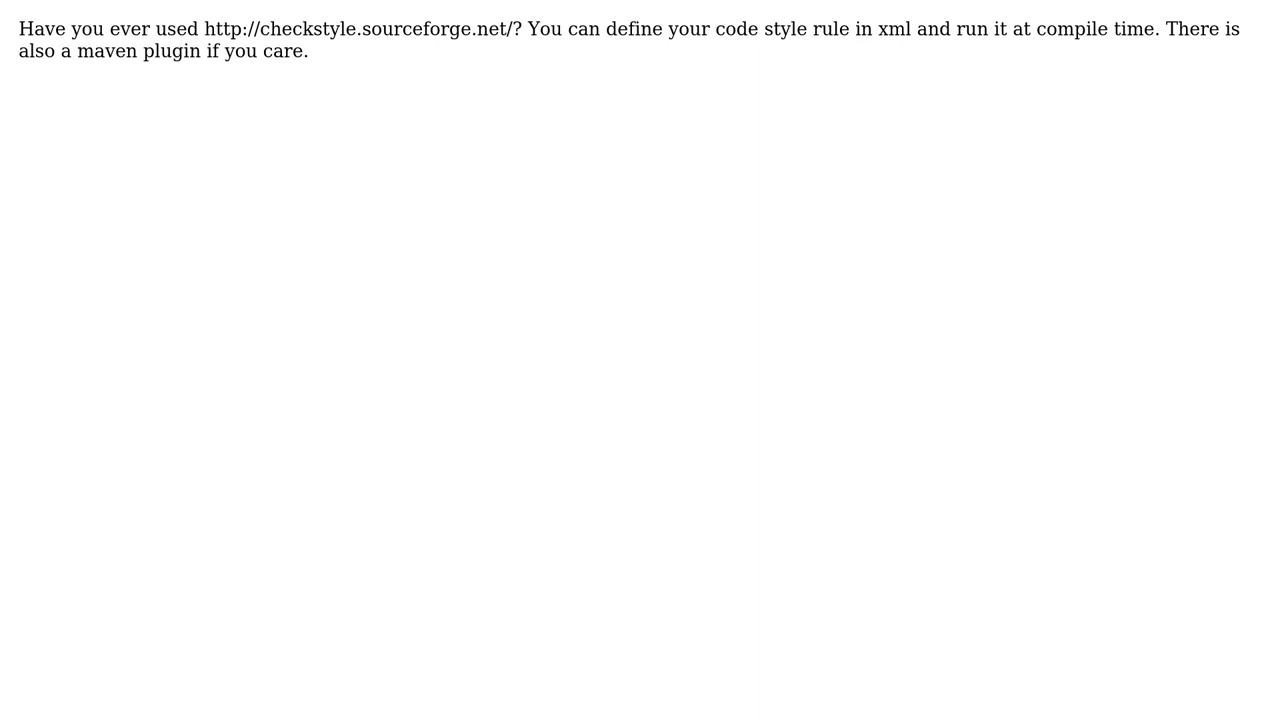 Have you ever used http://checkstyle.sourceforge.net/? You can define your code style rule in xml and run it at compile time. There is
also a maven plugin if you care.